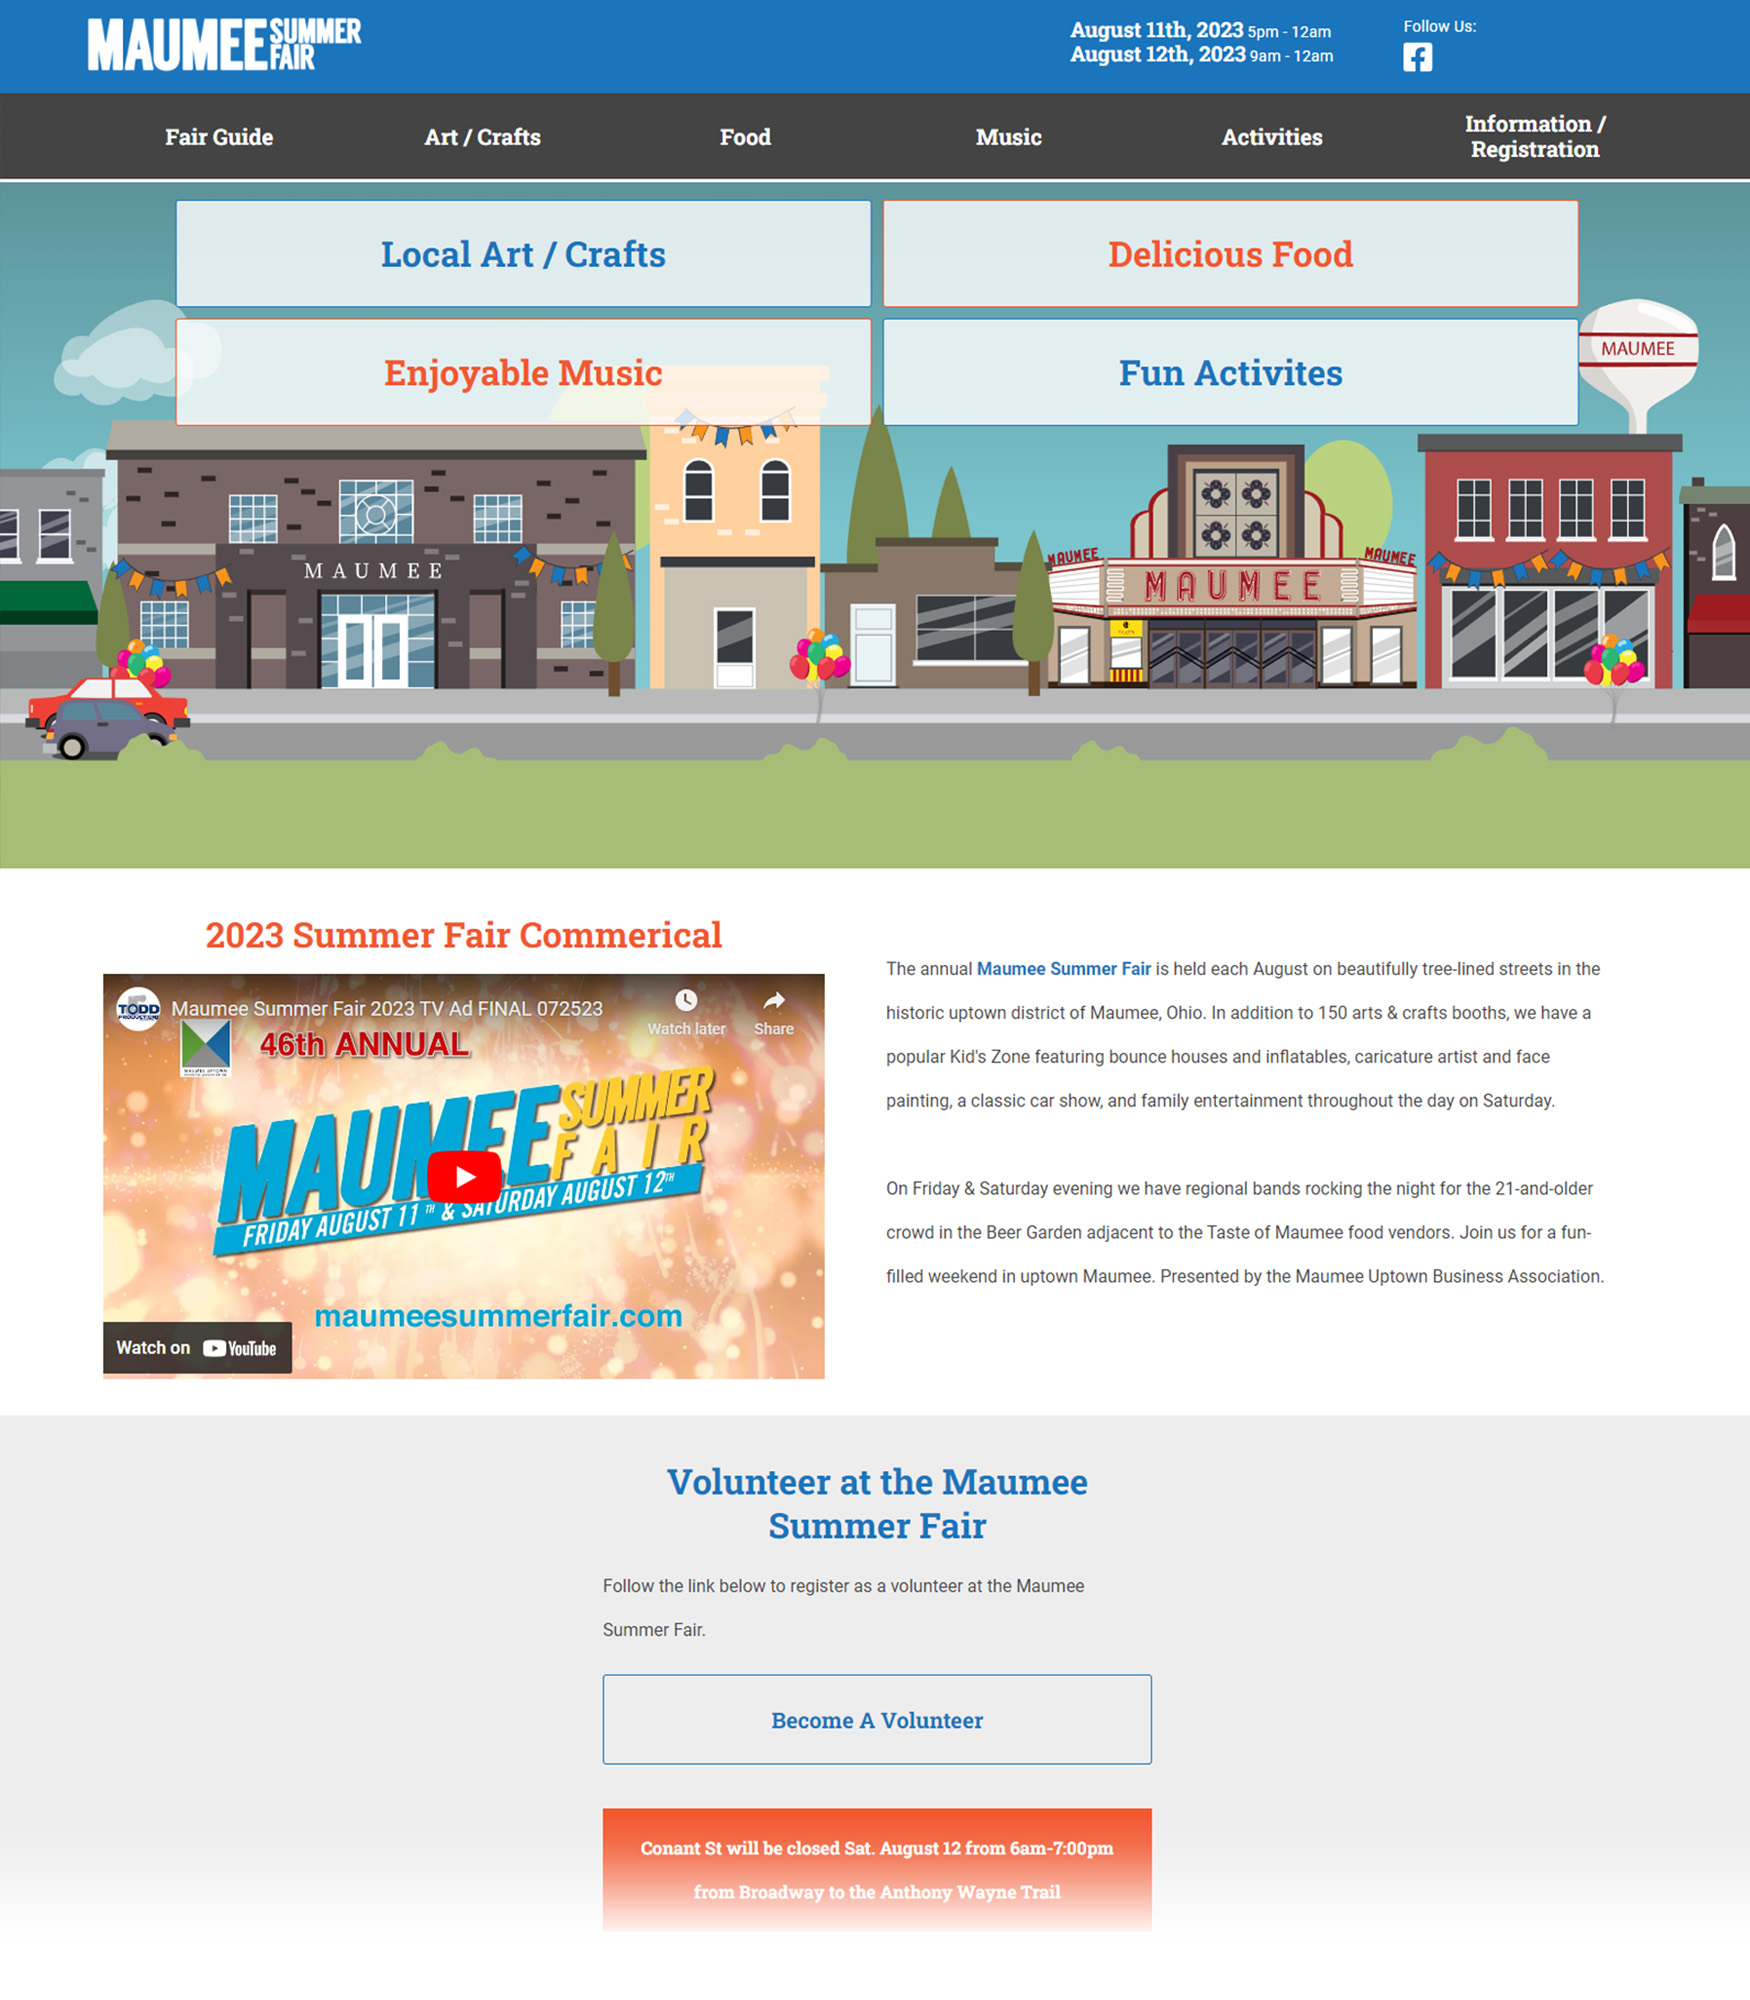 MAUMEE SUMMER FAIR
August 11th, 2023 5pm - 12am
August 12th, 2023 9am - 12am
Follow Us:
Fair Guide
Art / Crafts
Food
Music
Activities
Information /
Registration
Local Art / Crafts
Delicious Food
Enjoyable Music
Fun Activites
MAUMEE
MAUMEE
MAUMEE
MAUMEE
MAUMEE
2023 Summer Fair Commerical
TODD
PRODUCTIONS
Maumee Summer Fair 2023 TV Ad FINAL 072523
Watch later
Share
46th ANNUAL
MAUMEE SUMMER
FAIR
FRIDAY AUGUST 11TH & SATURDAY AUGUST 12TH
maumeesummerfair.com
Watch on YouTube
The annual Maumee Summer Fair is held each August on beautifully tree-lined streets in the
historic uptown district of Maumee, Ohio. In addition to 150 arts & crafts booths, we have a
popular Kid's Zone featuring bounce houses and inflatables, caricature artist and face
painting, a classic car show, and family entertainment throughout the day on Saturday.
On Friday & Saturday evening we have regional bands rocking the night for the 21-and-older
crowd in the Beer Garden adjacent to the Taste of Maumee food vendors. Join us for a fun-
filled weekend in uptown Maumee. Presented by the Maumee Uptown Business Association.
Volunteer at the Maumee
Summer Fair
Follow the link below to register as a volunteer at the Maumee
Summer Fair.
Become A Volunteer
Conant St will be closed Sat. August 12 from 6am-7:00pm
from Broadway to the Anthony Wayne Trail